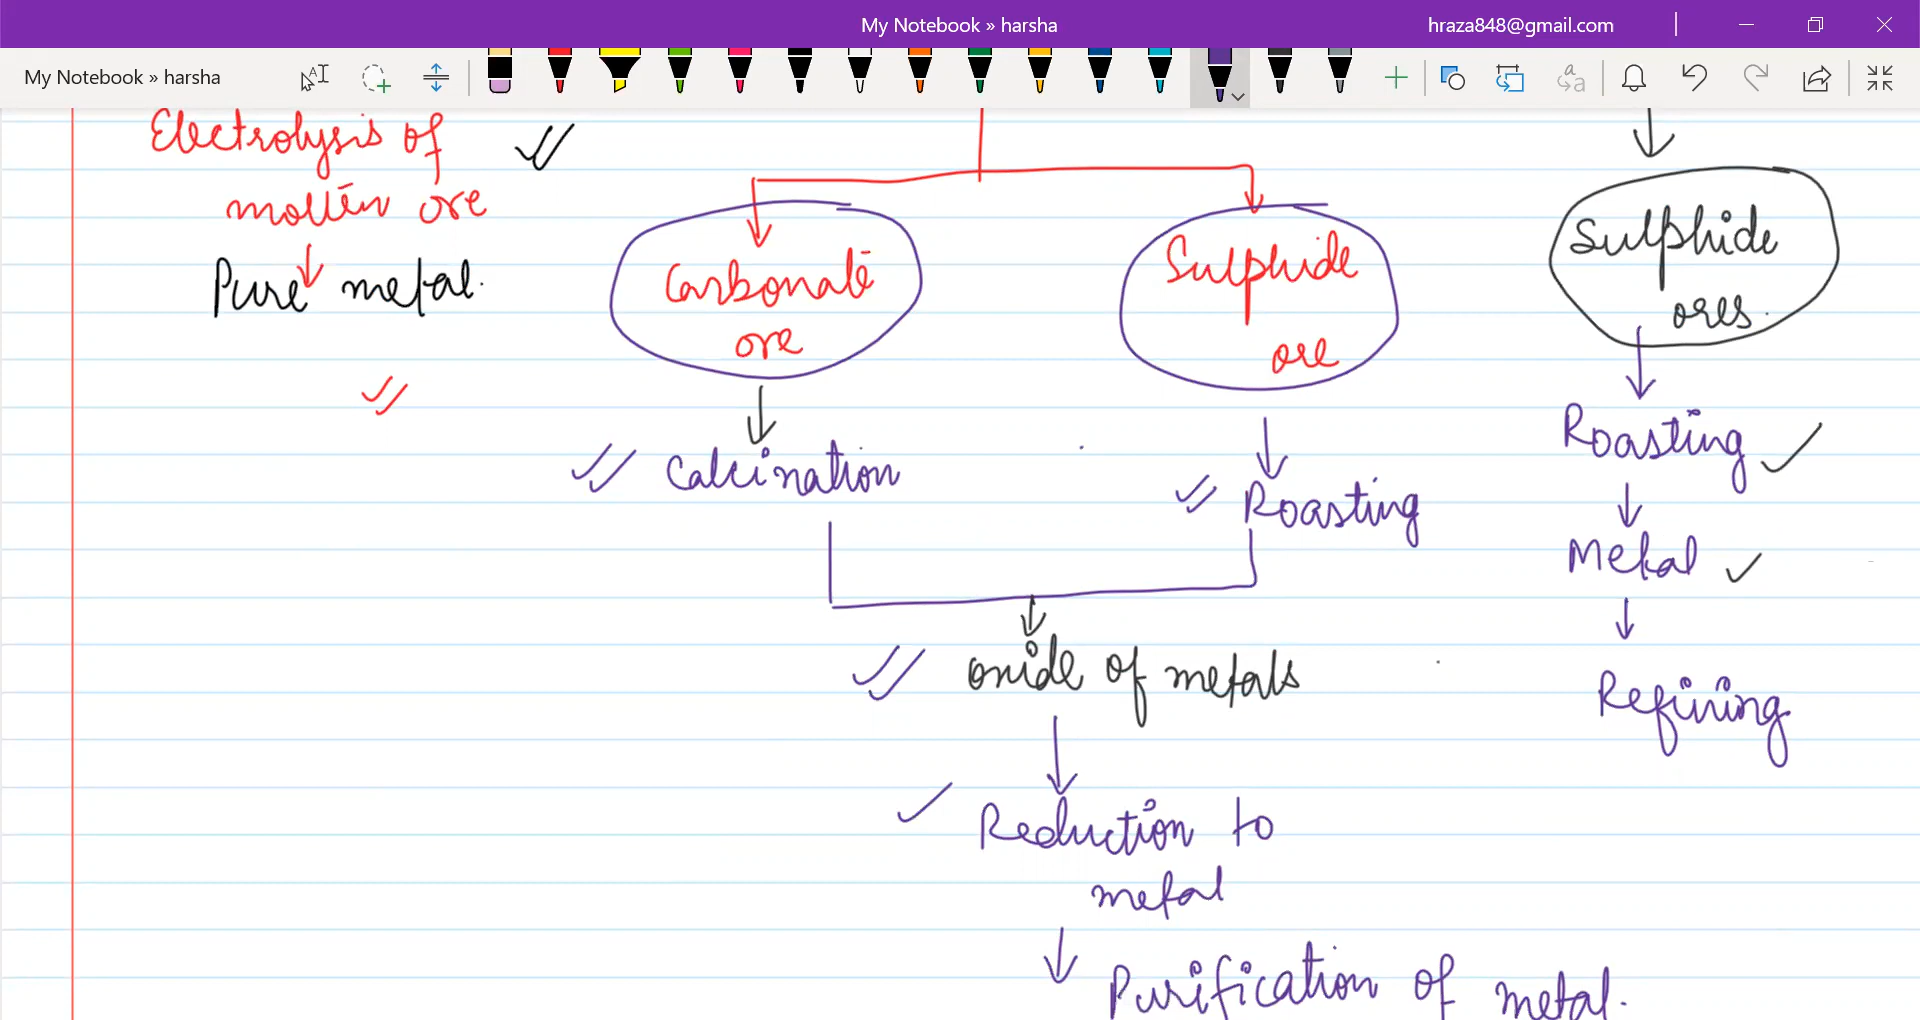 My Notebook » harsha
hraza848@gmail.com
My Notebook » harsha
Electrolysis of
molten ore
Pure metal.
Carbonate
ore
Calcination
Sulphide
ore
Roasting
oxide of metals
Reduction to
metal
Purification of metal.
Sulphide
ores.
Roasting
Metal
Refining